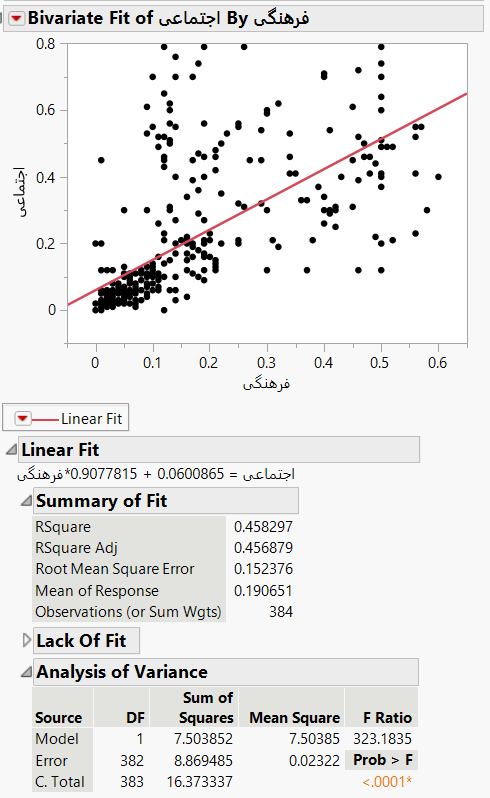 Bivariate Fit of اجتماعی By فرهنگی
0.8
0.6
0.4
0.2
0
اجتماعی
0 0.1 0.2 0.3 0.4 0.5 0.6
فرهنگی
Linear Fit
Linear Fit
اجتماعی = 0.0600865 + 0.9077815*فرهنگی
Summary of Fit
RSquare 0.458297
RSquare Adj 0.456879
Root Mean Square Error 0.152376
Mean of Response 0.190651
Observations (or Sum Wgts) 384
Lack Of Fit
Analysis of Variance
Sum of
Source DF Squares Mean Square F Ratio
Model 1 7.503852 7.50385 323.1835
Error 382 8.869485 0.02322 Prob > F
C. Total 383 16.373337 <.0001*